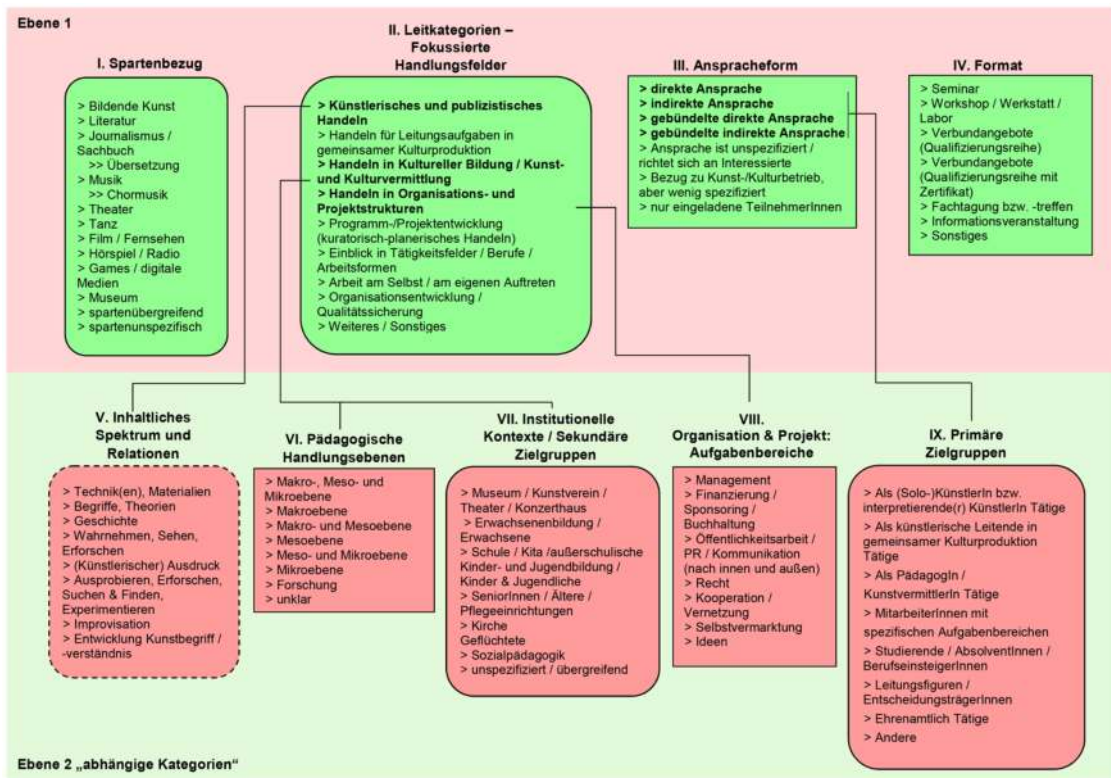 Ebene 1
I. Spartenbezug
> Bildende Kunst
> Literatur
> Journalismus /
Sachbuch
>> Übersetzung
> Musik
>> Chormusik
> Theater
> Tanz
> Film / Fernsehen
> Hörspiel / Radio
> Games / digitale
Medien
> Museum
> spartenübergreifend
> spartenunspezifisch
II. Leitkategorien –
Fokussierte
Handlungsfelder
> Künstlerisches und publizistisches
Handeln
> Handeln für Leitungsaufgaben in
gemeinsamer Kulturproduktion
> Handeln in Kultureller Bildung / Kunst-
und Kulturvermittlung
> Handeln in Organisations- und
Projektstrukturen
> Programm-/Projektentwicklung
(kuratorisch-planerisches Handeln)
> Einblick in Tätigkeitsfelder / Berufe /
Arbeitsformen
> Arbeit am Selbst / am eigenen Auftreten
> Organisationsentwicklung /
Qualitätssicherung
> Weiteres / Sonstiges
III. Anspracheform
> direkte Ansprache
> indirekte Ansprache
> gebündelte direkte Ansprache
> gebündelte indirekte Ansprache
> Ansprache ist unspezifiziert /
richtet sich an Interessierte
> Bezug zu Kunst-/Kulturbetrieb,
aber wenig spezifiziert
> nur eingeladene TeilnehmerInnen
IV. Format
> Seminar
> Workshop / Werkstatt /
Labor
> Verbundangebote
(Qualifizierungsreihe)
> Verbundangebote
(Qualifizierungsreihe mit
Zertifikat)
> Fachtagung bzw. -treffen
> Informationsveranstaltung
> Sonstiges
V. Inhaltliches
Spektrum und
Relationen
> Technik(en), Materialien
> Begriffe, Theorien
> Geschichte
> Wahrnehmen, Sehen,
Erforschen
> (Künstlerischer) Ausdruck
> Ausprobieren, Erforschen,
Suchen & Finden,
Experimentieren
> Improvisation
> Entwicklung Kunstbegriff /
-verständnis
VI. Pädagogische
Handlungsebenen
> Makro-, Meso- und
Mikroebene
> Makroebene
> Makro- und Mesoebene
> Mesoebene
> Meso- und Mikroebene
> Mikroebene
> Forschung
> unklar
VII. Institutionelle
Kontexte / Sekundäre
Zielgruppen
> Museum / Kunstverein /
Theater / Konzerthaus
> Erwachsenenbildung /
Erwachsene
> Schule / Kita /außerschulische
Kinder- und Jugendbildung /
Kinder & Jugendliche
> SeniorInnen / Ältere /
Pflegeeinrichtungen
> Kirche
Geflüchtete
> Sozialpädagogik
> unspezifiziert / übergreifend
VIII.
Organisation & Projekt:
Aufgabenbereiche
> Management
> Finanzierung /
Sponsoring /
Buchhaltung
> Öffentlichkeitsarbeit /
PR / Kommunikation
(nach innen und außen)
> Recht
> Kooperation /
Vernetzung
> Selbstvermarktung
> Ideen
IX. Primäre
Zielgruppen
> Als (Solo-)KünstlerIn bzw.
interpretierende(r) KünstlerIn Tätige
> Als künstlerische Leitende in
gemeinsamer Kulturproduktion
Tätige
> Als PädagogIn /
KunstvermittlerIn Tätige
> MitarbeiterInnen mit
spezifischen Aufgabenbereichen
> Studierende / AbsolventInnen /
BerufseinsteigerInnen
> Leitungsfiguren /
EntscheidungsträgerInnen
> Ehrenamtlich Tätige
> Andere
Ebene 2 „abhängige Kategorien“